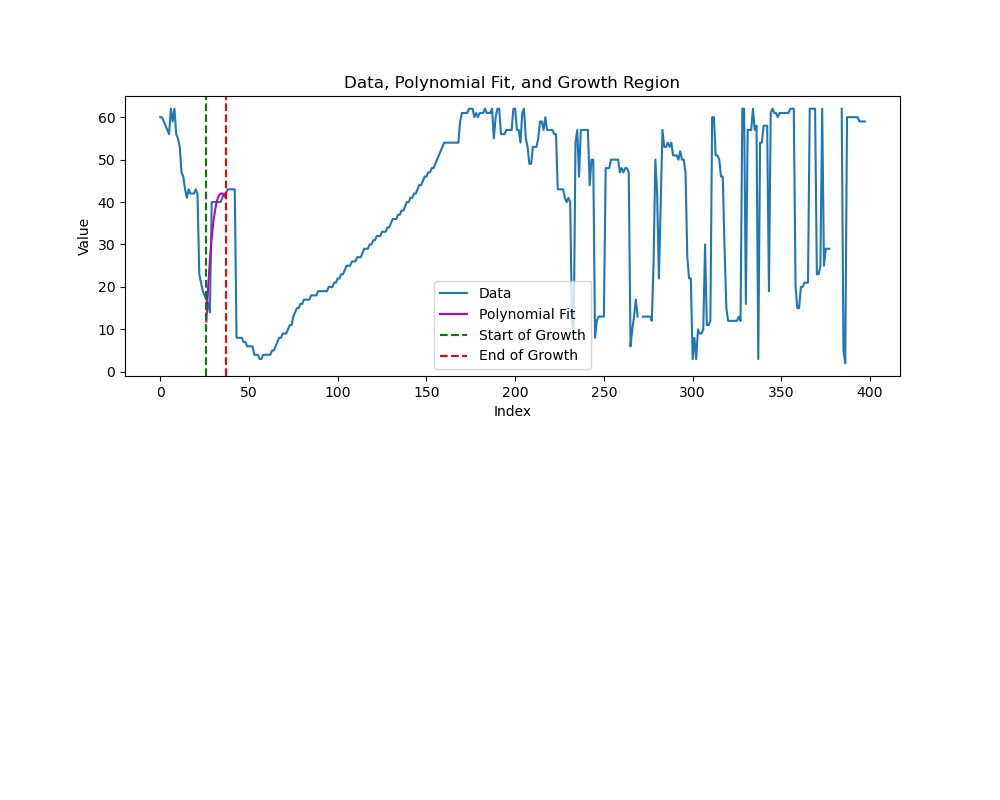 Data, Polynomial Fit, and Growth Region
Value
60
50
40
30
20
10
0
Data
Polynomial Fit
Start of Growth
End of Growth
0 50 100 150 200 250 300 350 400
Index